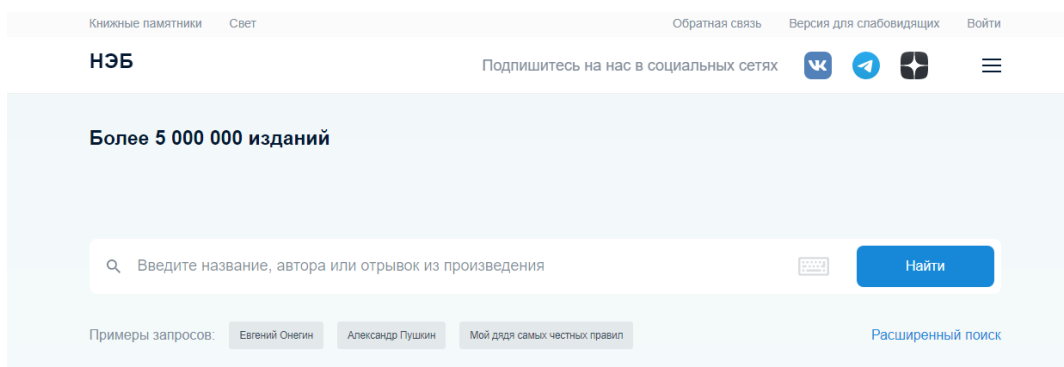 Книжные памятники Свет Обратная связь Версия для слабовидящих Войти
НЭБ Подпишитесь на нас в социальных сетях
Более 5 000 000 изданий
Введите название, автора или отрывок из произведения Найти
Примеры запросов: Евгений Онегин Александр Пушкин Мой дядя самых честных правил Расширенный поиск